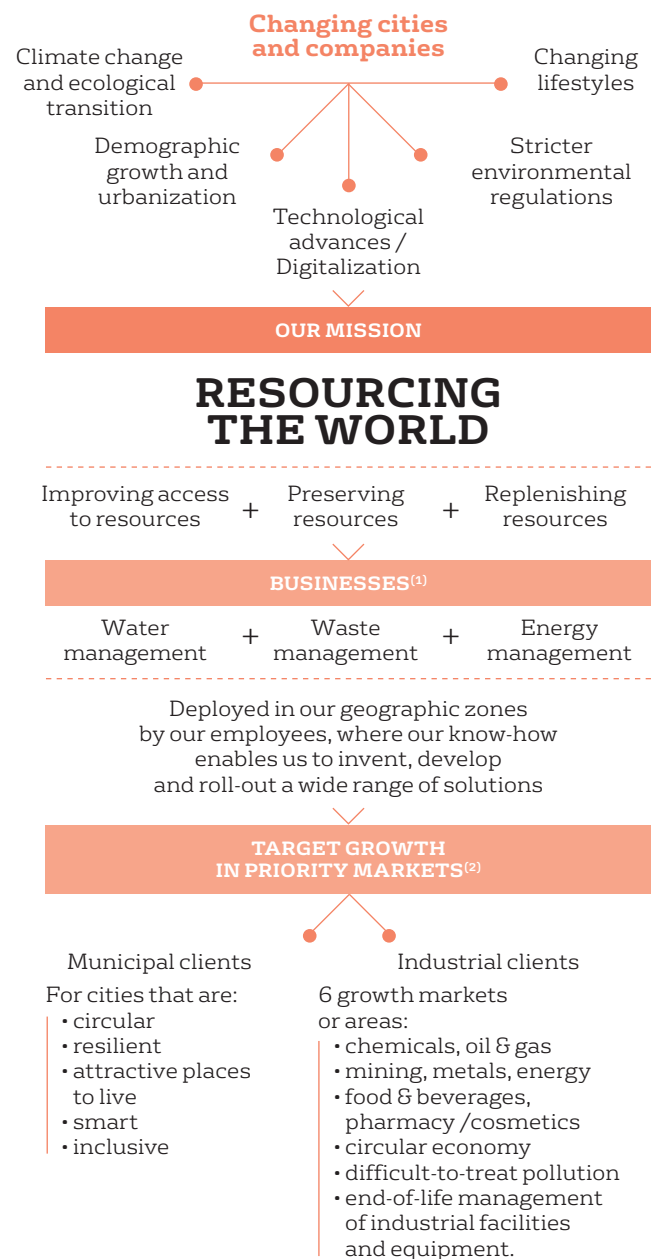 Changing cities
and companies
Climate change
and ecological
transition
Changing
lifestyles
Demographic
growth and
urbanization
Stricter
environmental
regulations
Technological
advances /
Digitalization
OUR MISSION
RESOURCING
THE WORLD
Improving access
to resources
+
Preserving
resources
+
Replenishing
resources
BUSINESSES(1)
Water
management
+
Waste
management
+
Energy
management
Deployed in our geographic zones
by our employees, where our know-how
enables us to invent, develop
and roll-out a wide range of solutions
TARGET GROWTH
IN PRIORITY MARKETS(2)
Municipal clients
For cities that are:
• circular
• resilient
• attractive places
to live
• smart
• inclusive
Industrial clients
6 growth markets
or areas:
• chemicals, oil & gas
• mining, metals, energy
• food & beverages,
pharmacy /cosmetics
• circular economy
• difficult-to-treat pollution
• end-of-life management
of industrial facilities
and equipment.